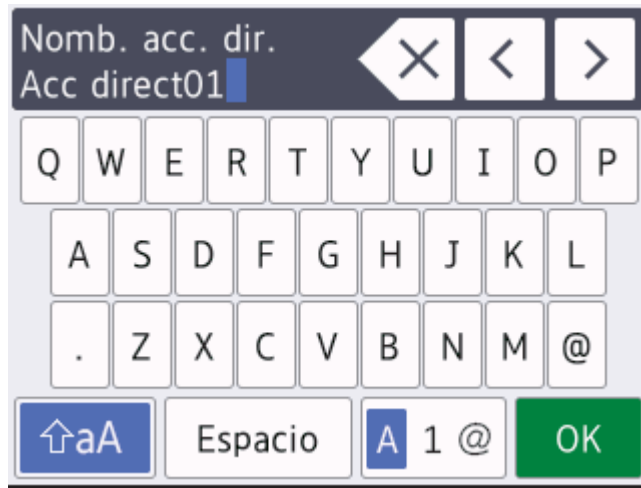 Nomb. acc. dir.
Acc direct01
Q W E R T Y U I O P
A S D F G H J K L
. Z X C V B N M @
aA Espacio A 1 @ OK